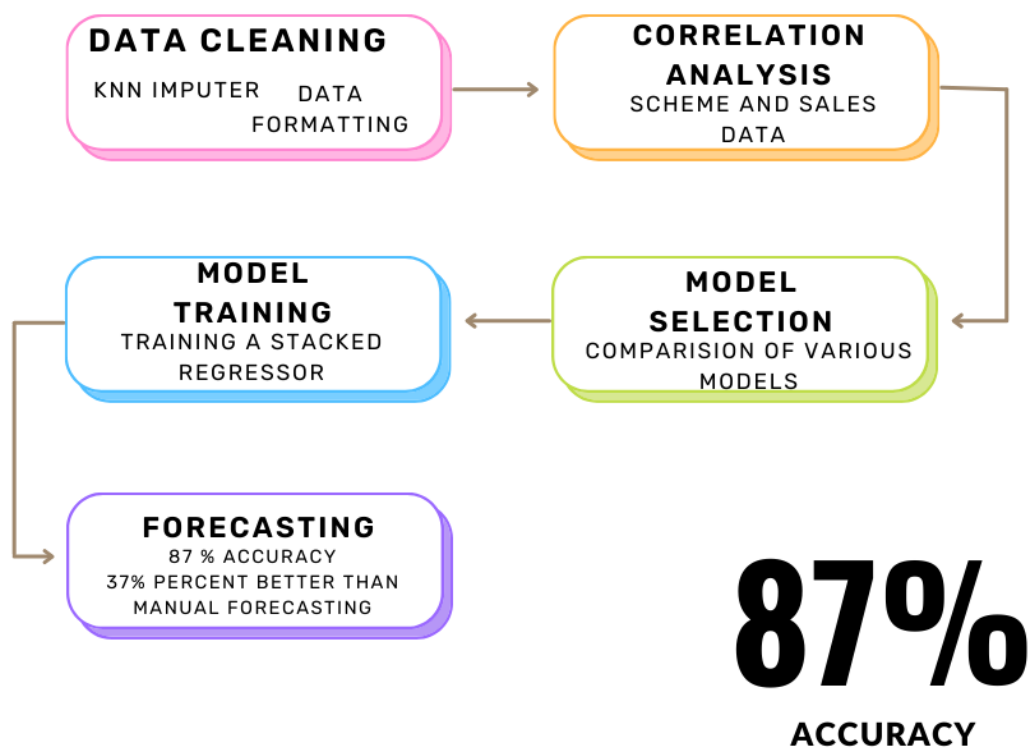 DATA CLEANING
KNN IMPUTER
DATA
FORMATTING
CORRELATION
ANALYSIS
SCHEME AND SALES
DATA
MODEL
SELECTION
COMPARISION OF VARIOUS
MODELS
MODEL
TRAINING
TRAINING A STACKED
REGRESSOR
FORECASTING
87 % ACCURACY
37% PERCENT BETTER THAN
MANUAL FORECASTING
87%
ACCURACY